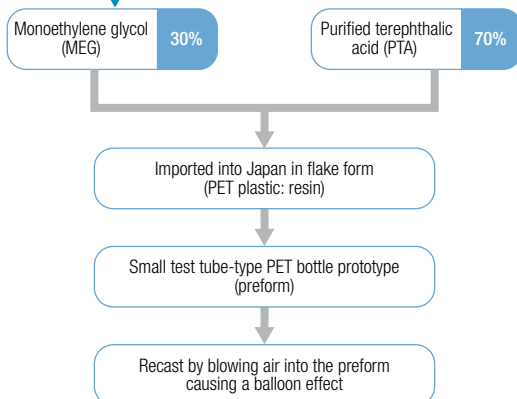 Monoethylene glycol
(MEG)
30%
Purified terephthalic
acid (PTA)
70%
Imported into Japan in flake form
(PET plastic: resin)
Small test tube-type PET bottle prototype
(preform)
Recast by blowing air into the preform
causing a balloon effect